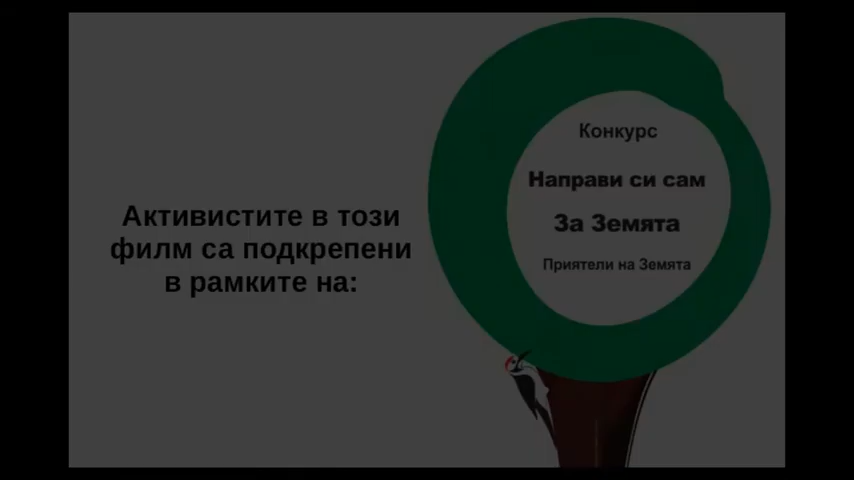 Активистите в този
филм са подкрепени
в рамките на:
Конкурс
Направи си сам
За Земята
Приятели на Земята